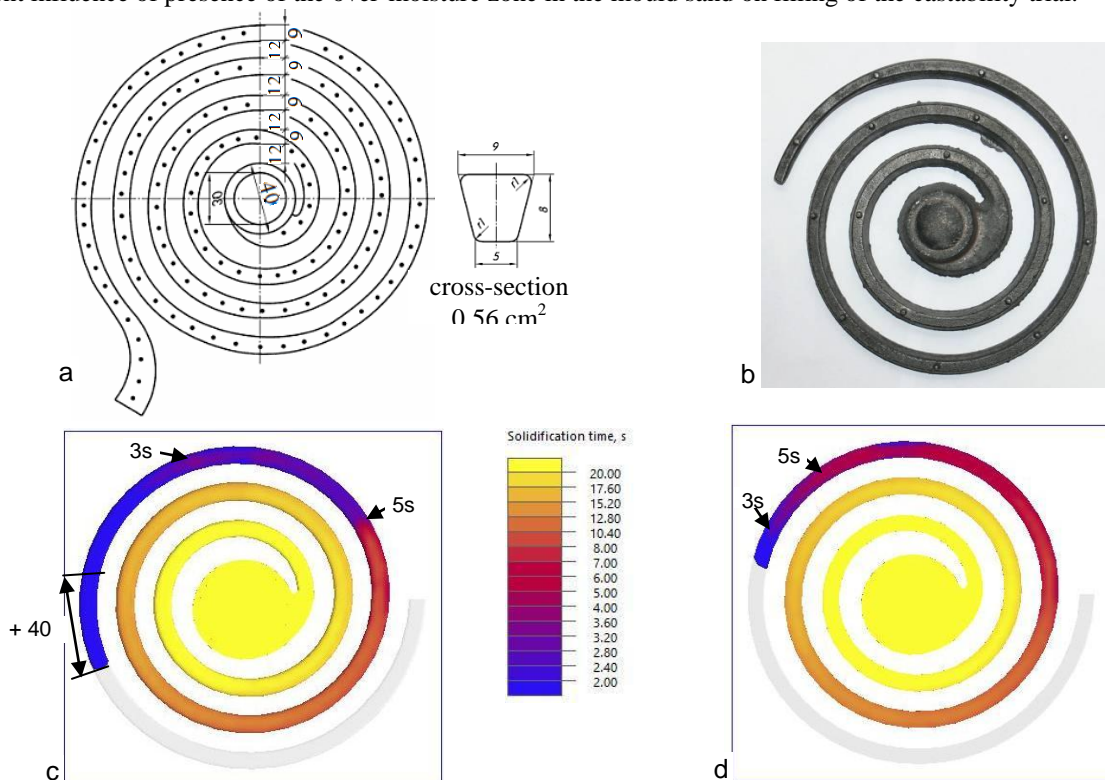 ent influence of presence of the over-moisture zone in the mould sand on filling of the castability trial.
9
12
9
12
9
12
9
12
30
40
9
r1
r1
8
5
cross-section
0.56 cm²
a
b
3s
5s
+ 40
c
Solidification time, s
20.00
17.60
15.20
12.80
10.40
8.00
7.00
6.00
5.00
4.00
3.60
3.20
2.80
2.40
2.00
5s
3s
d